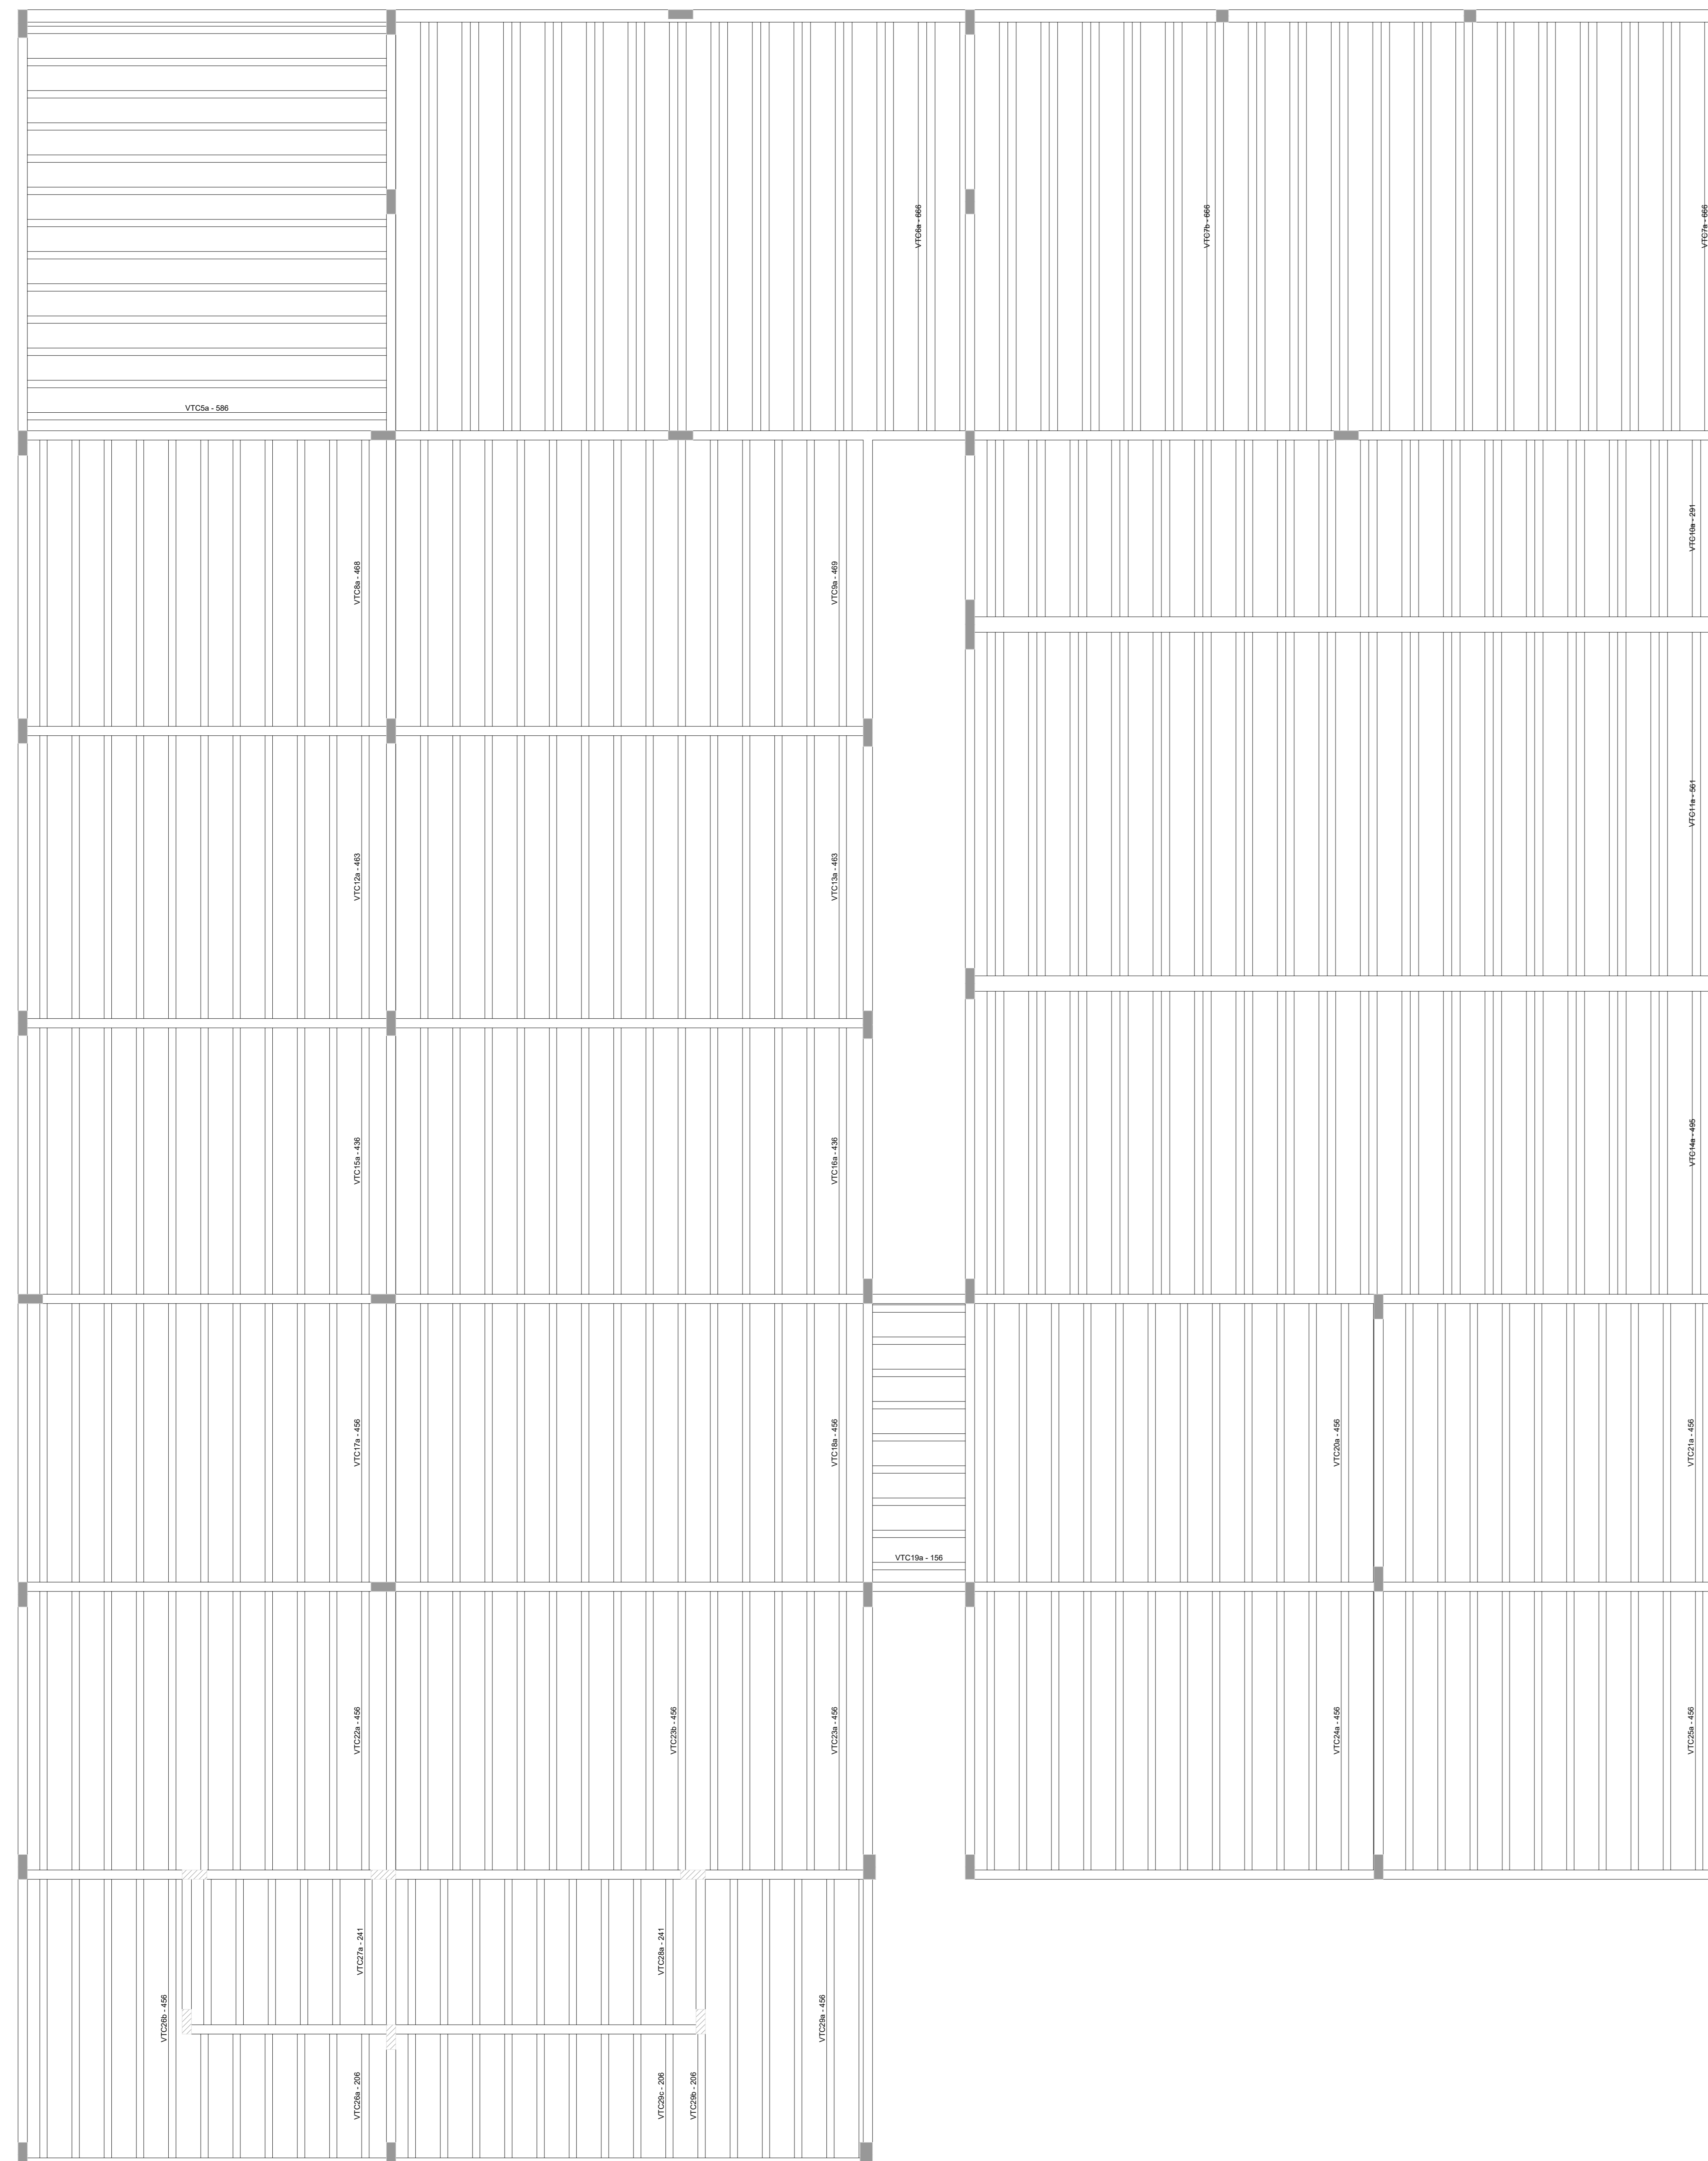 VTC6a - 666
VTC7b - 666
VTC7a - 666
VTC5a - 586
VTC10a - 291
VTC8a - 468
VTC9a - 469
VTC11a - 561
VTC12a - 463
VTC13a - 463
VTC14a - 495
VTC15a - 436
VTC16a - 436
VTC17a - 456
VTC18a - 456
VTC20a - 456
VTC21a - 456
VTC19a - 156
VTC22a - 456
VTC23b - 456
VTC23a - 456
VTC24a - 456
VTC25a - 456
VTC27a - 241
VTC28a - 241
VTC26b - 456
VTC29a - 456
VTC26a - 206
VTC29c - 206
VTC29b - 206